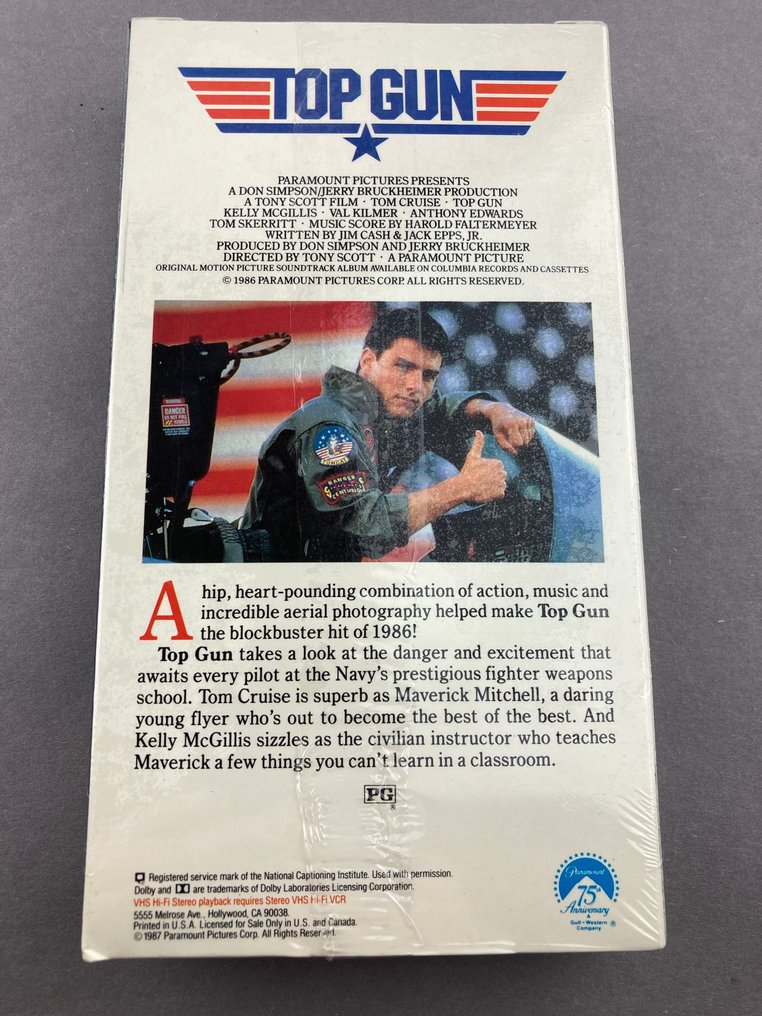 TOP GUN
PARAMOUNT PICTURES PRESENTS
A DON SIMPSON/JERRY BRUCKHEIMER PRODUCTION
A TONY SCOTT FILM · TOM CRUISE · TOP GUN
KELLY MCGILLIS · VAL KILMER · ANTHONY EDWARDS
TOM SKERRITT · MUSIC SCORE BY HAROLD FALTERMEYER
WRITTEN BY JIM CASH & JACK EPPS, JR.
PRODUCED BY DON SIMPSON AND JERRY BRUCKHEIMER
DIRECTED BY TONY SCOTT · A PARAMOUNT PICTURE
ORIGINAL MOTION PICTURE SOUNDTRACK ALBUM AVAILABLE ON COLUMBIA RECORDS AND CASSETTES
© 1986 PARAMOUNT PICTURES CORP. ALL RIGHTS RESERVED.
DANGER
TOMCAT
A hip, heart-pounding combination of action, music and
incredible aerial photography helped make Top Gun
the blockbuster hit of 1986!
Top Gun takes a look at the danger and excitement that
awaits every pilot at the Navy's prestigious fighter weapons
school. Tom Cruise is superb as Maverick Mitchell, a daring
young flyer who's out to become the best of the best. And
Kelly McGillis sizzles as the civilian instructor who teaches
Maverick a few things you can't learn in a classroom.
PG
®
Registered service mark of the National Captioning Institute. Used with permission.
Dolby and are trademarks of Dolby Laboratories Licensing Corporation.
VHS Hi-Fi Stereo playback requires Stereo VHS Hi-Fi VCR
5555 Melrose Ave., Hollywood, CA 90038.
Printed in U.S.A. Licensed for Sale Only in U.S. and Canada.
© 1987 Paramount Pictures Corp. All Rights Reserved.
Paramount
75th
Anniversary
A
Gulf+Western
Company
®